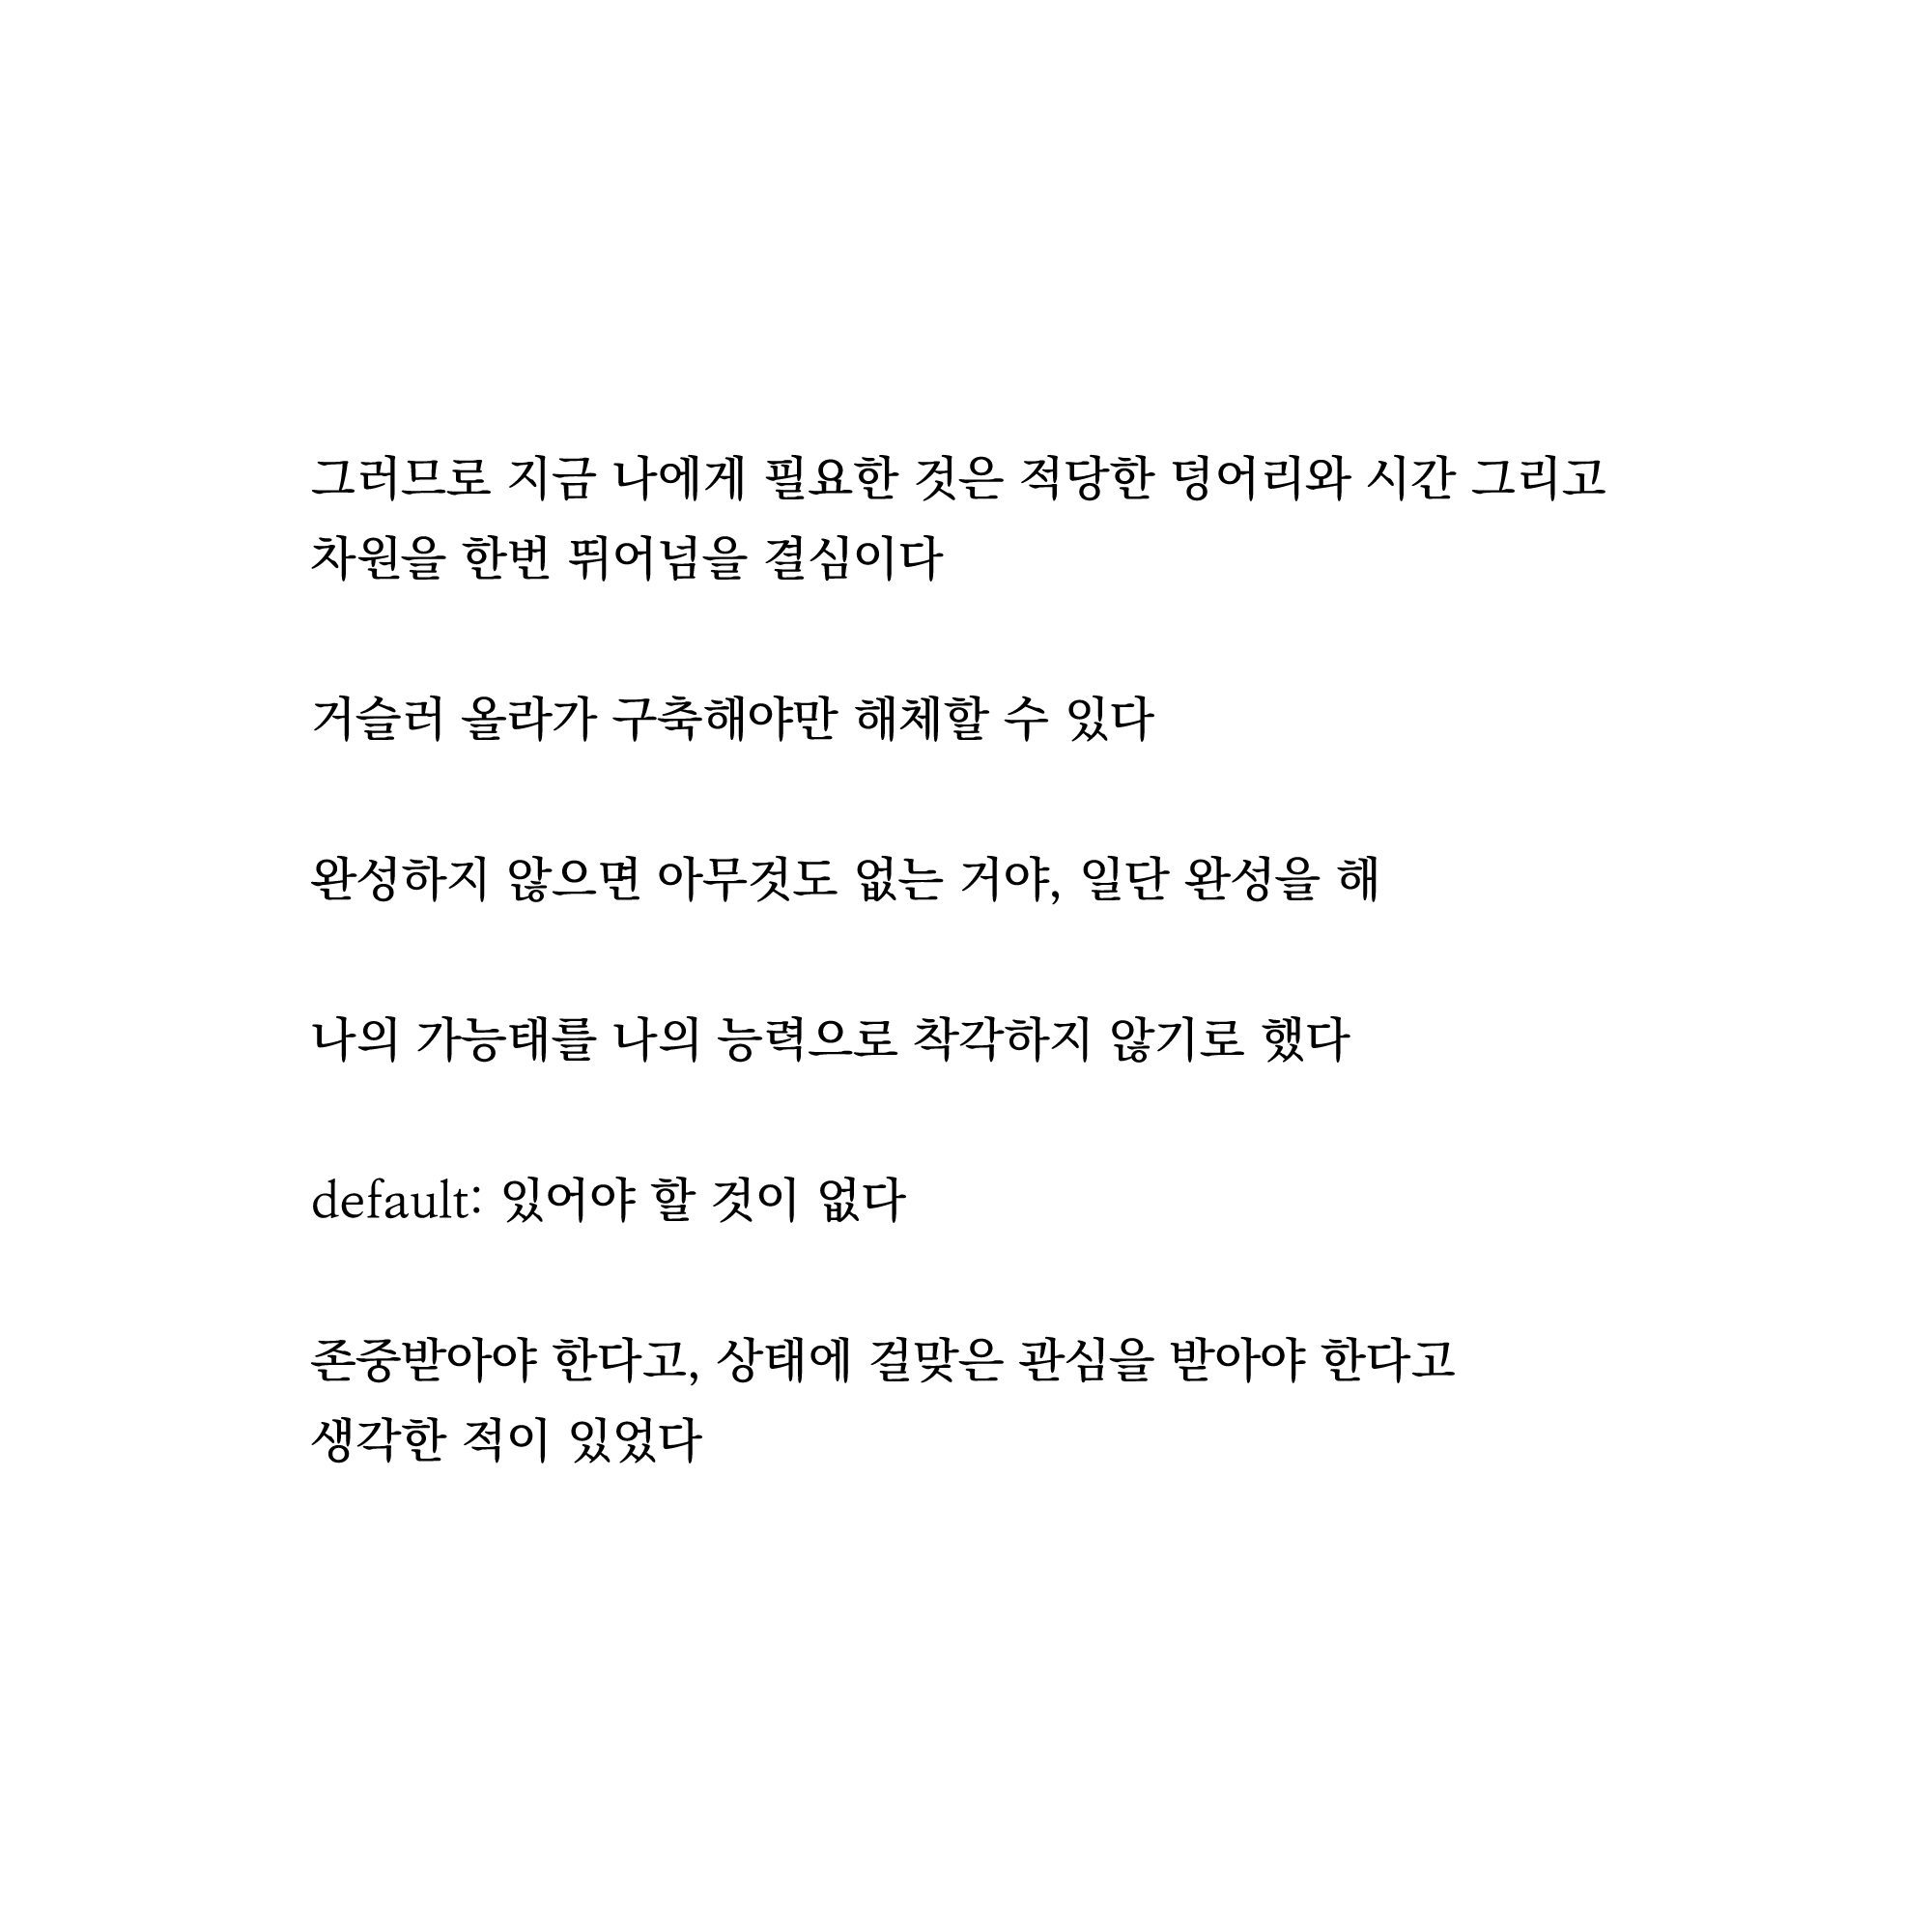 그러므로 지금 나에게 필요한 것은 적당한 덩어리와 시간 그리고
차원을 한번 뛰어넘을 결심이다
거슬러 올라가 구축해야만 해체할 수 있다
완성하지 않으면 아무것도 없는 거야, 일단 완성을 해
나의 가능태를 나의 능력으로 착각하지 않기로 했다
default: 있어야 할 것이 없다
존중받아야 한다고, 상태에 걸맞은 관심을 받아야 한다고
생각한 적이 있었다